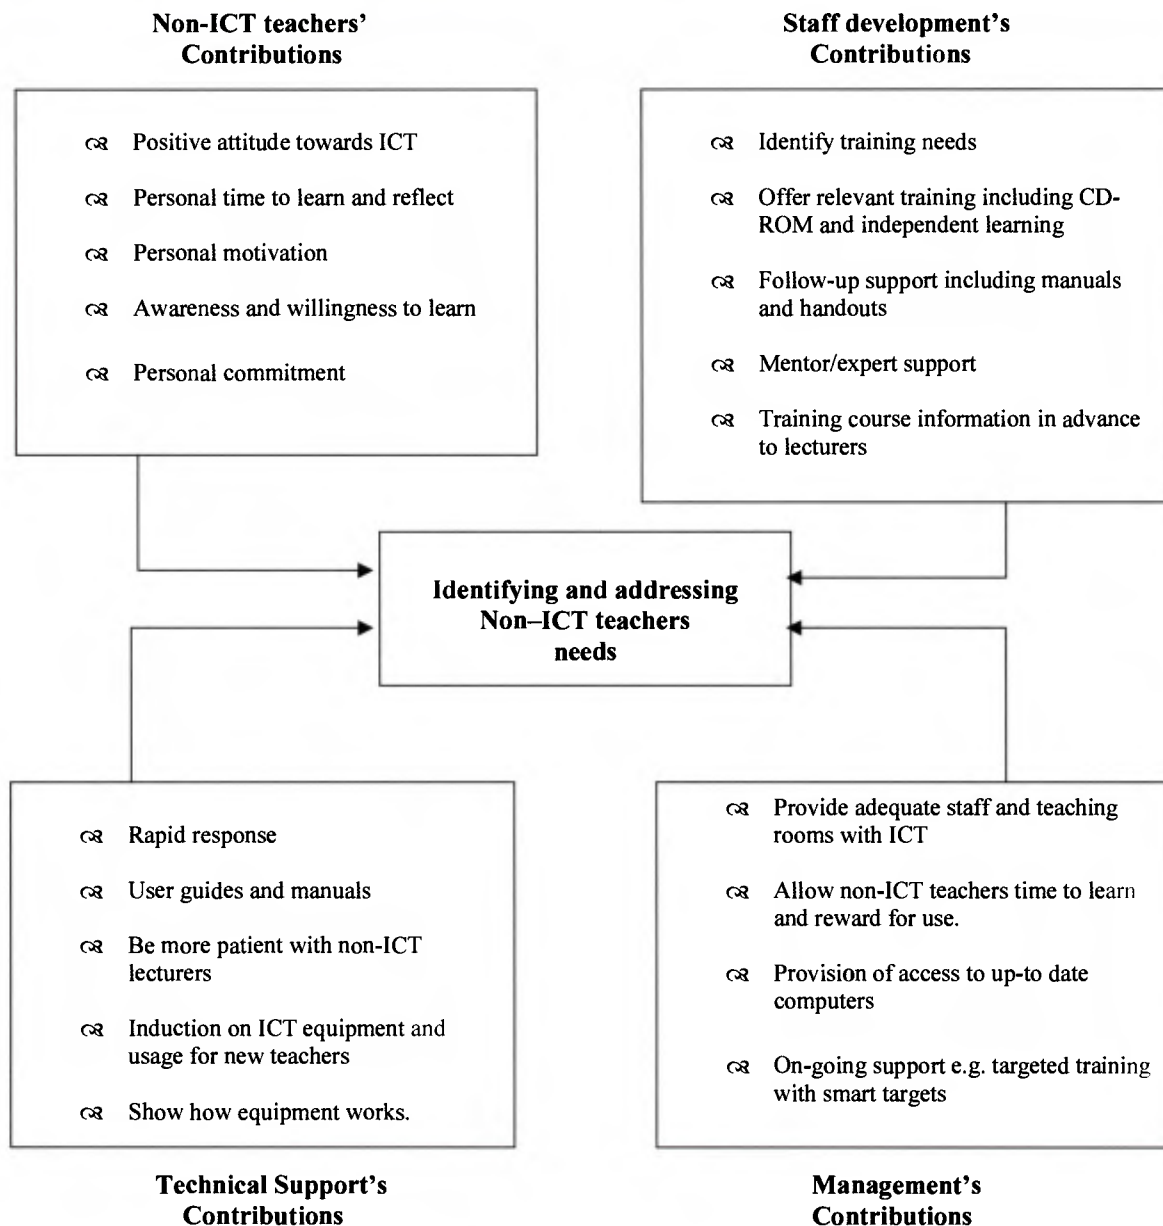 Non-ICT teachers’
Contributions
Positive attitude towards ICT
Personal time to learn and reflect
Personal motivation
Awareness and willingness to learn
Personal commitment
Staff development’s
Contributions
Identify training needs
Offer relevant training including CD-
ROM and independent learning
Follow-up support including manuals
and handouts
Mentor/expert support
Training course information in advance
to lecturers
Identifying and addressing
Non–ICT teachers
needs
Rapid response
User guides and manuals
Be more patient with non-ICT
lecturers
Induction on ICT equipment and
usage for new teachers
Show how equipment works.
Technical Support’s
Contributions
Provide adequate staff and teaching
rooms with ICT
Allow non-ICT teachers time to learn
and reward for use.
Provision of access to up-to date
computers
On-going support e.g. targeted training
with smart targets
Management’s
Contributions